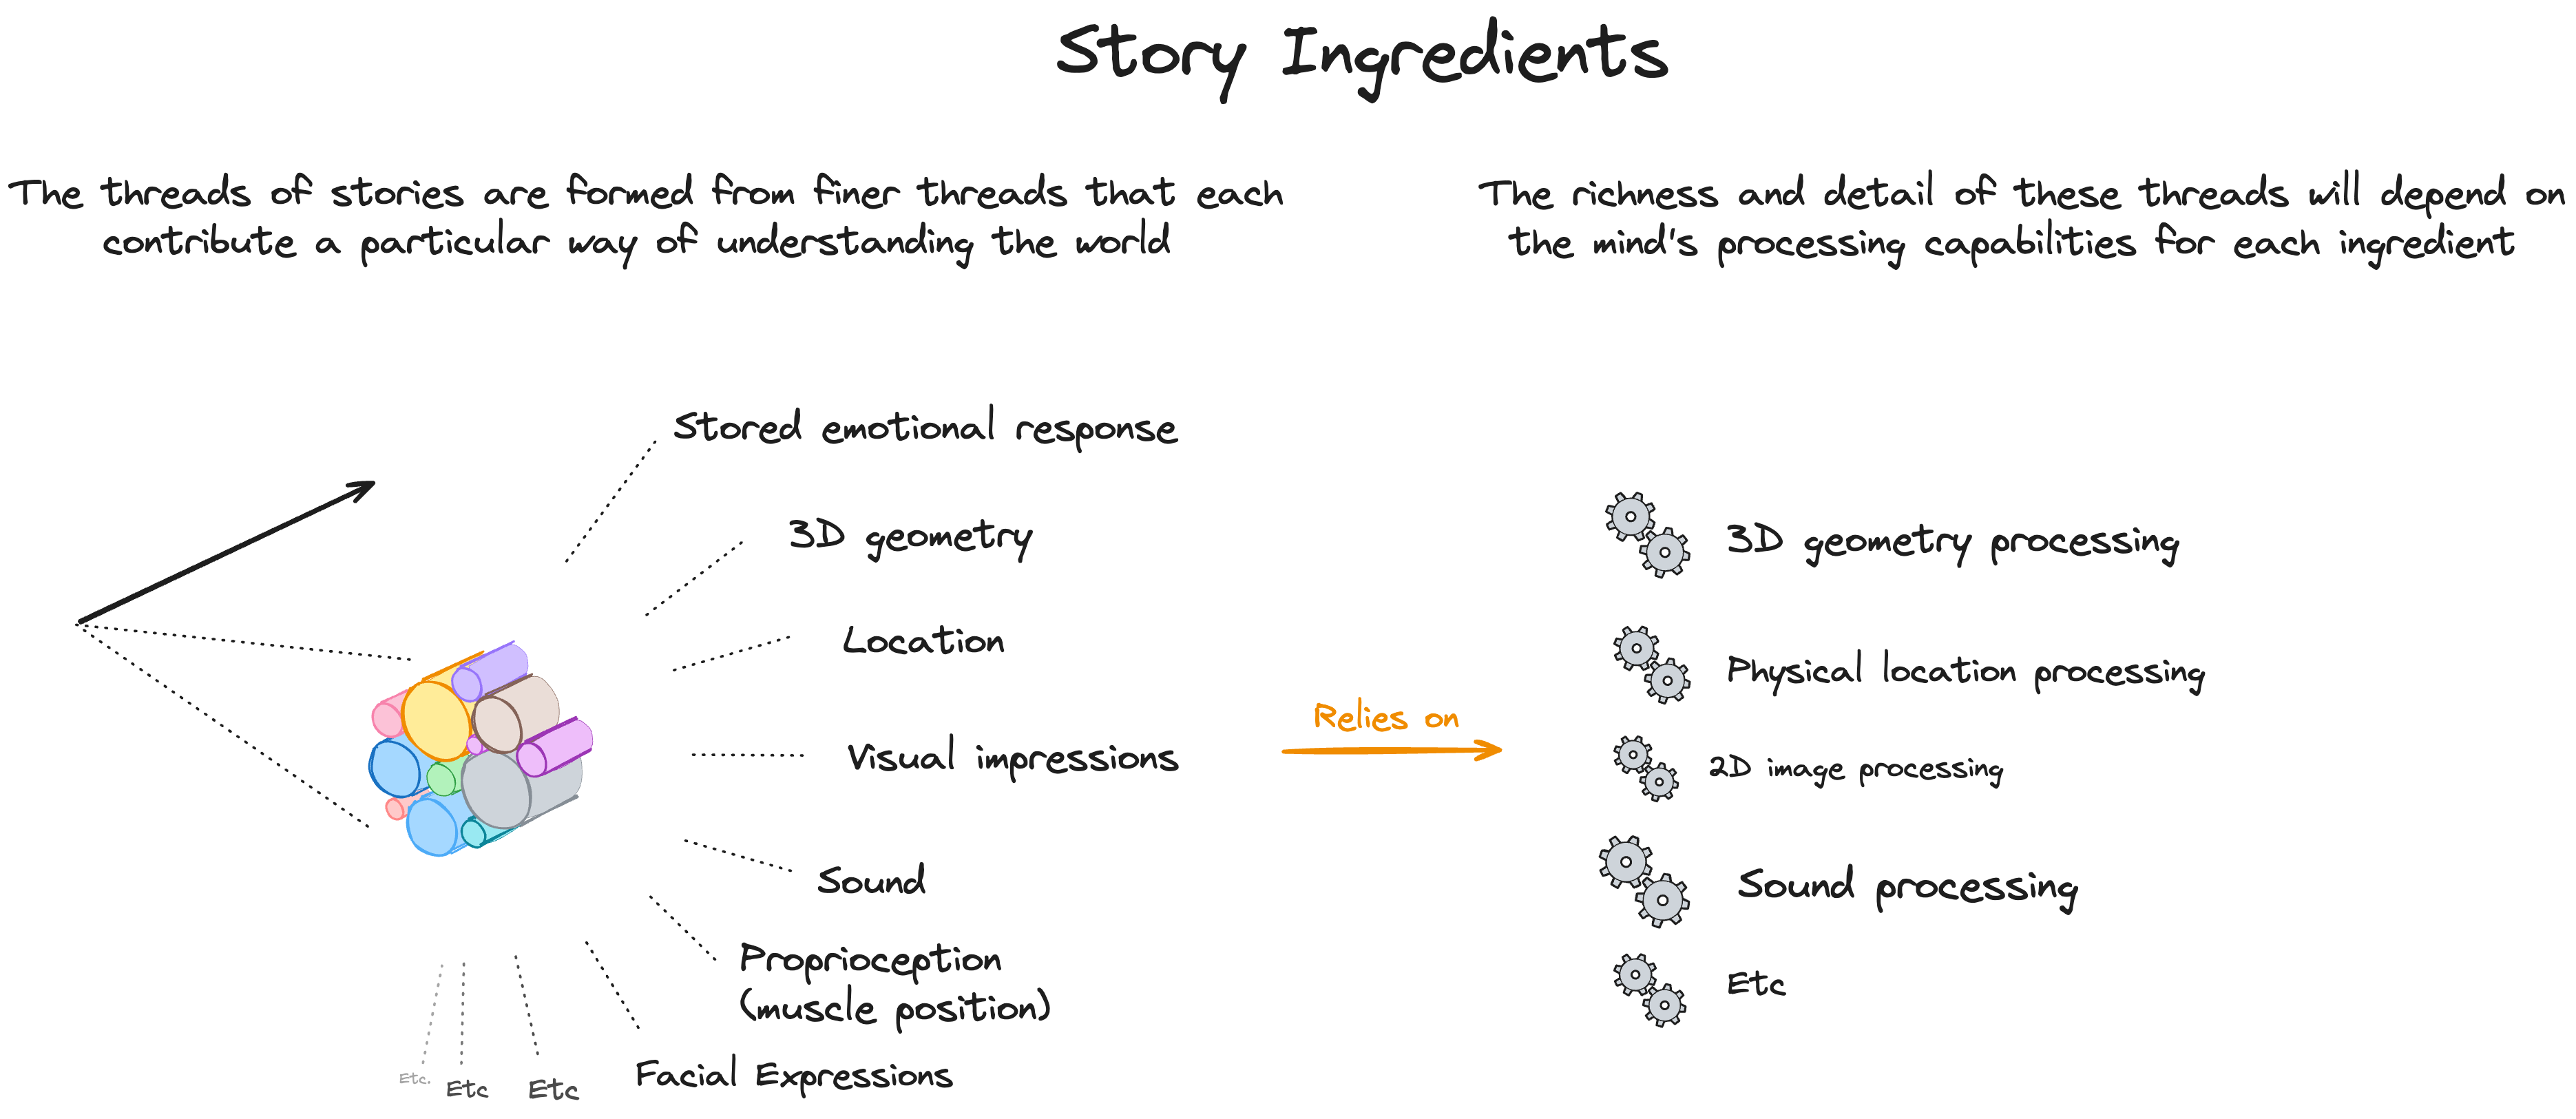 Story Ingredients
The threads of stories are formed from finer threads that each
contribute a particular way of understanding the world
The richness and detail of these threads will depend on
the mind's processing capabilities for each ingredient
Stored emotional response
3D geometry
Location
Visual impressions
Sound
Proprioception
(muscle position)
Facial Expressions
Etc
Etc
Etc.
Relies on
3D geometry processing
Physical location processing
2D image processing
Sound processing
Etc